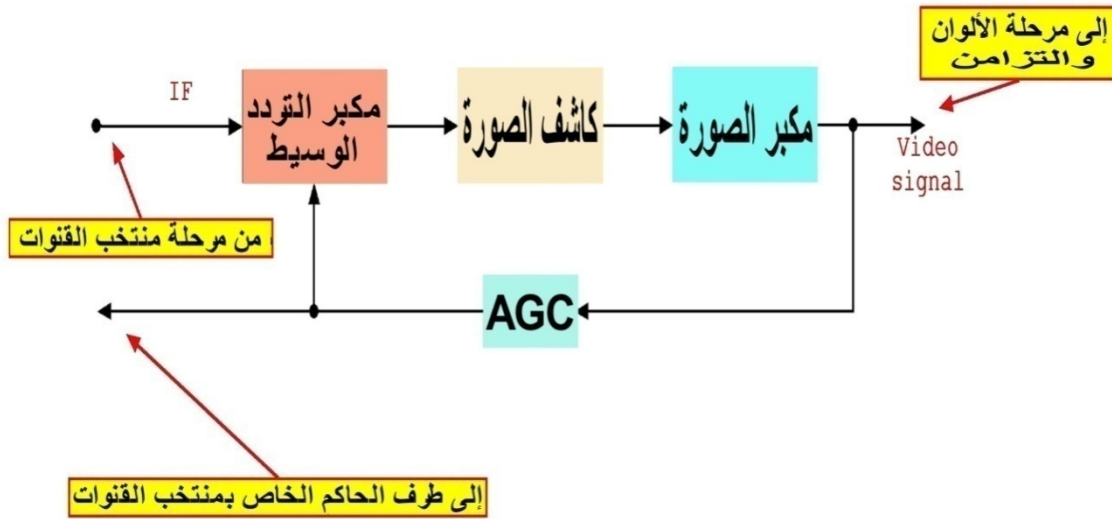 إلى مرحلة الألوان
والتزامن
IF
مكبر التردد
الوسيط
كاشف الصورة
مكبر الصورة
Video
signal
من مرحلة منتخب القنوات
AGC
إلى طرف الحاكم الخاص بمنتخب القنوات